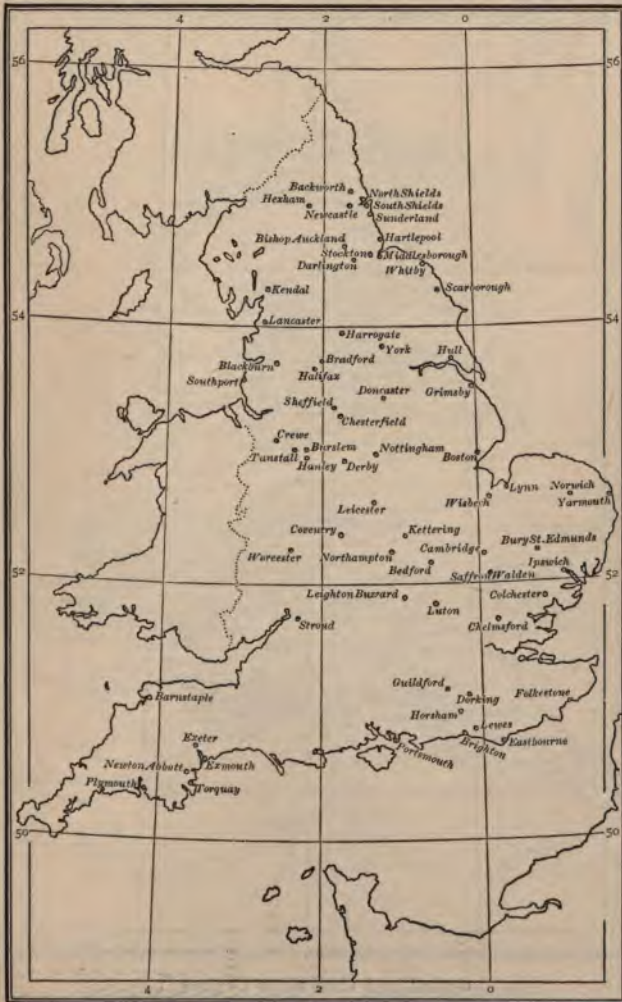 4 2 0
56 56
Backworth
North Shields
Hexham
South Shields
Newcastle
Sunderland
Bishop Auckland
Hartlepool
Stockton
Middlesborough
Darlington
Whitby
Kendal
Scarborough
54 54
Lancaster
Harrogate
York
Hull
Blackburn
Bradford
Southport
Halifax
Doncaster
Grimsby
Sheffield
Chesterfield
Crewe
Burslem
Nottingham
Tunstall
Boston
Hanley
Derby
Lynn
Norwich
Wisbech
Yarmouth
Leicester
Coventry
Kettering
Bury St. Edmunds
Worcester
Northampton
Cambridge
Ipswich
Bedford
52 52
Saffron Walden
Leighton Buzzard
Colchester
Luton
Stroud
Chelmsford
Guildford
Dorking
Folkestone
Barnstaple
Horsham
Lewes
Exeter
Portsmouth
Brighton
Eastbourne
Newton Abbott
Exmouth
Plymouth
Torquay
50 50
4 2 0